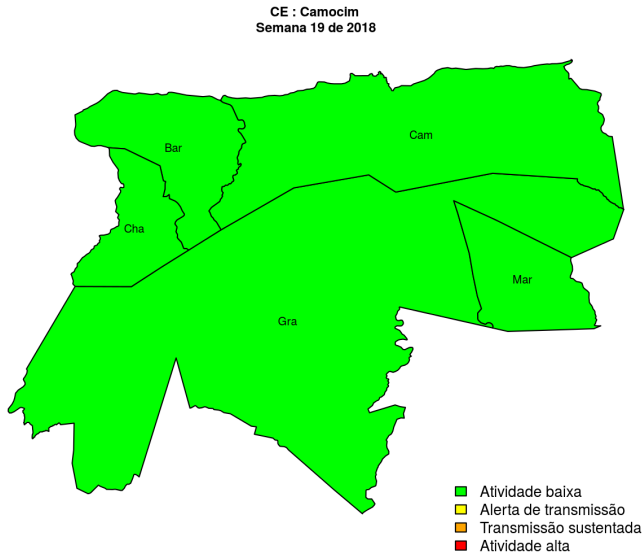 CE : Camocim
Semana 19 de 2018
Bar
Cam
Cha
Mar
Gra
Atividade baixa
Alerta de transmissão
Transmissão sustentada
Atividade alta